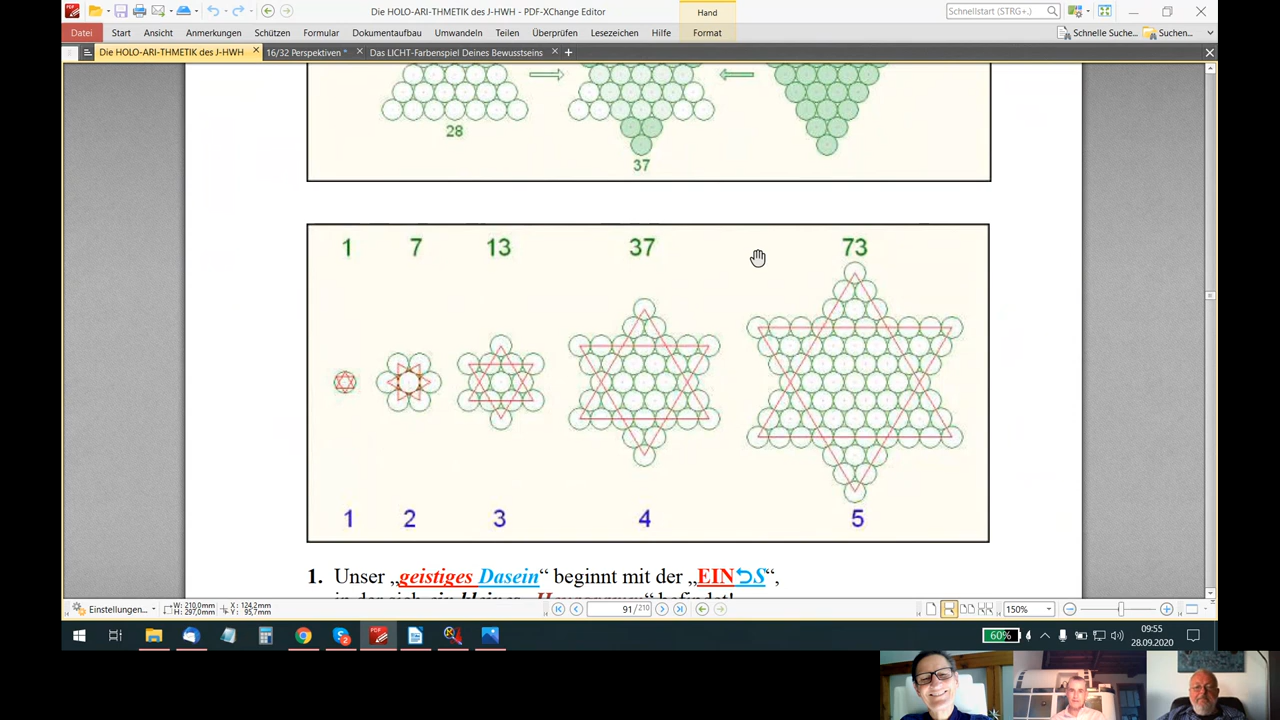 Die HOLO-ARI-THMETIK des J-HWH - PDF-XChange Editor
Hand
Schnellstart (STRG+,)
Datei Start Ansicht Anmerken Konvertieren Schützen Formular Dokumentaufbau Umwandeln Teilen Überprüfen Lesezeichen Hilfe Format Schnelle Suche... Suchen...
Die HOLO-ARI-THMETIK des J-HWH 16/32 Perspektiven * Das LICHT-Farbenspiel Deines Bewusstseins
28
37
1 7 13 37 73
1 2 3 4 5
1. Unser „geistiges Dasein“ beginnt mit der „EIN⮌S“,
Einstellungen... W: 210,0mm X: 124,2mm 91 / 210 150%
H: 297,0mm Y: 95,7mm
60% 09:55
28.09.2020